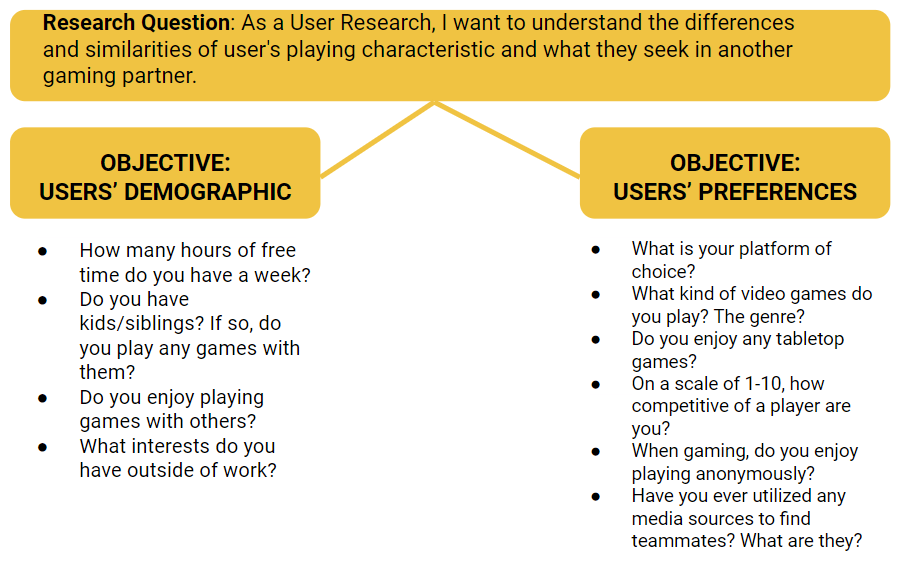 Research Question: As a User Research, I want to understand the differences
and similarities of user's playing characteristic and what they seek in another
gaming partner.
OBJECTIVE:
USERS’ DEMOGRAPHIC
● How many hours of free
time do you have a week?
● Do you have
kids/siblings? If so, do
you play any games with
them?
● Do you enjoy playing
games with others?
● What interests do you
have outside of work?
OBJECTIVE:
USERS’ PREFERENCES
● What is your platform of
choice?
● What kind of video games do
you play? The genre?
● Do you enjoy any tabletop
games?
● On a scale of 1-10, how
competitive of a player are
you?
● When gaming, do you enjoy
playing anonymously?
● Have you ever utilized any
media sources to find
teammates? What are they?